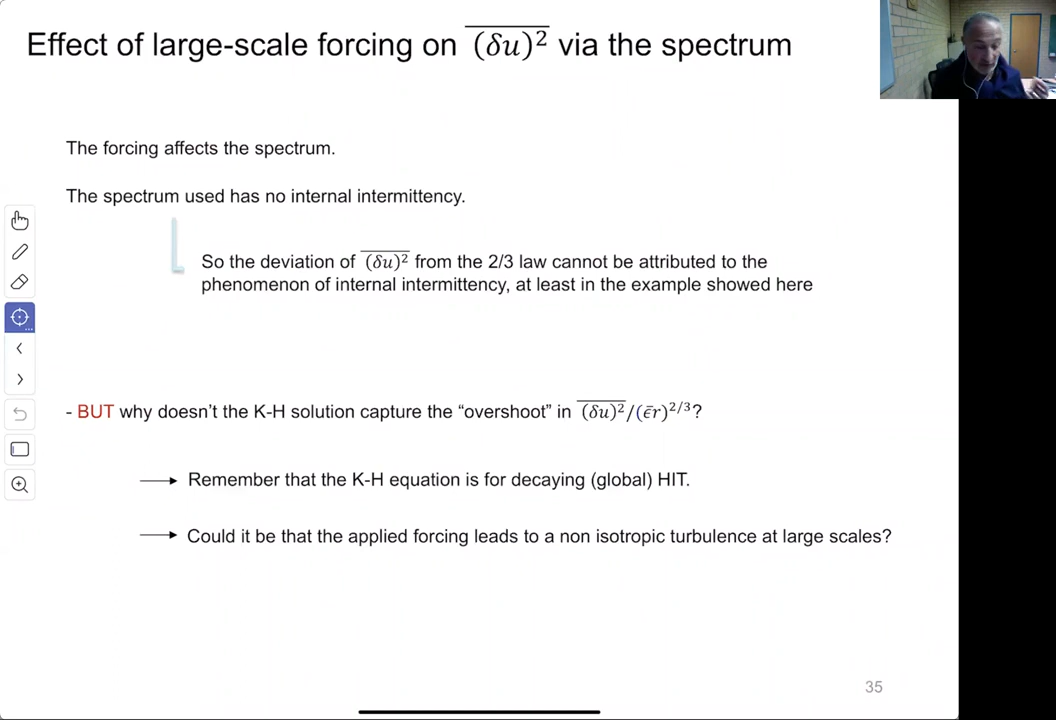 Effect of large-scale forcing on \overline{(δu)^2} via the spectrum
The forcing affects the spectrum.
The spectrum used has no internal intermittency.
So the deviation of \overline{(δu)^2} from the 2/3 law cannot be attributed to the
phenomenon of internal intermittency, at least in the example showed here
- BUT why doesn't the K-H solution capture the “overshoot” in \overline{(δu)^2}/(\bar{ϵ}r)^{2/3}?
Remember that the K-H equation is for decaying (global) HIT.
Could it be that the applied forcing leads to a non isotropic turbulence at large scales?
35